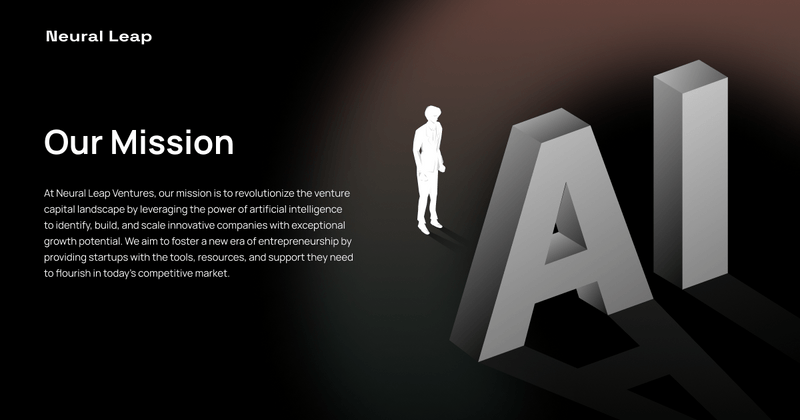 Neural Leap
Our Mission
At Neural Leap Ventures, our mission is to revolutionize the venture
capital landscape by leveraging the power of artificial intelligence
to identify, build, and scale innovative companies with exceptional
growth potential. We aim to foster a new era of entrepreneurship by
providing startups with the tools, resources, and support they need
to flourish in today's competitive market.
AI